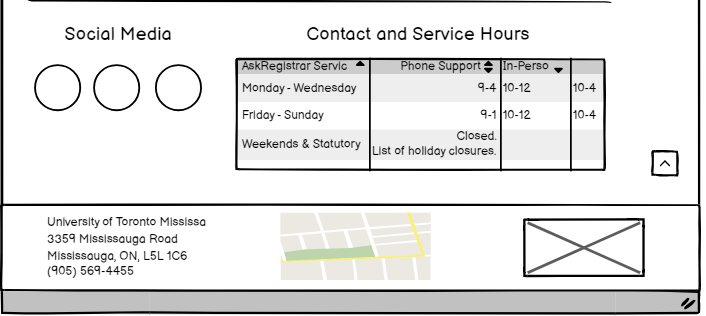 Social Media
Contact and Service Hours
AskRegistrar Servic Phone Support In-Perso
Monday - Wednesday 9-4 10-12 10-4
Friday - Sunday 9-1 10-12 10-4
Weekends & Statutory Closed.
List of holiday closures.
University of Toronto Mississa
3359 Mississauga Road
Mississauga, ON, L5L 1C6
(905) 569-4455